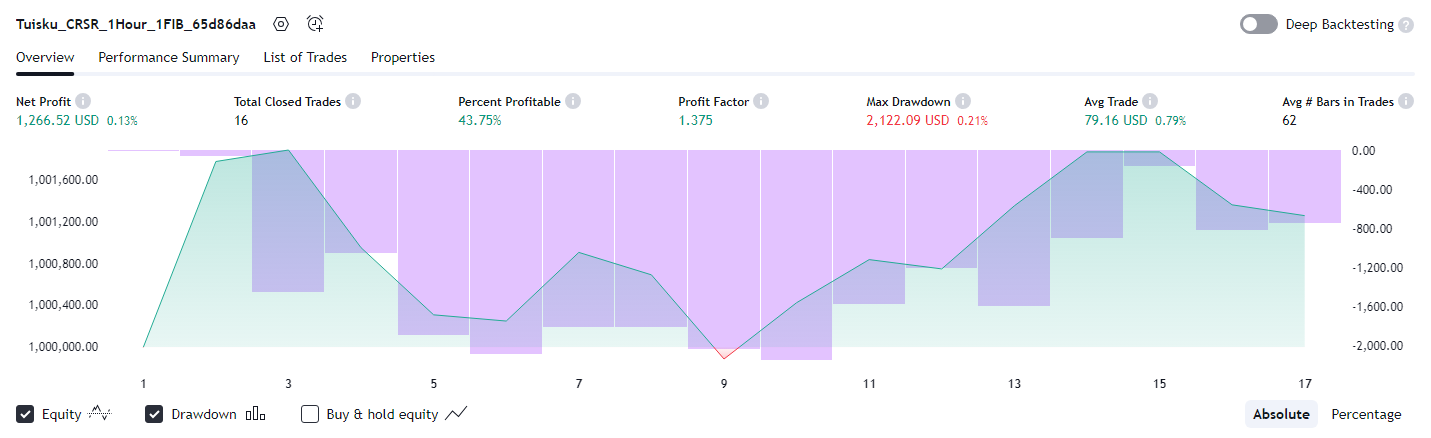 Tuisku_CRSR_1Hour_1FIB_65d86daa Deep Backtesting ?
Overview Performance Summary List of Trades Properties
Net Profit Total Closed Trades Percent Profitable Profit Factor Max Drawdown Avg Trade Avg # Bars in Trades
1,266.52 USD 0.13% 16 43.75% 1.375 2,122.09 USD 0.21% 79.16 USD 0.79% 62
0.00
1,001,600.00
-400.00
1,001,200.00
-800.00
1,000,800.00
-1,200.00
1,000,400.00
-1,600.00
1,000,000.00 -2,000.00
1 3 5 7 9 11 13 15 17
Equity Drawdown Buy & hold equity Absolute Percentage